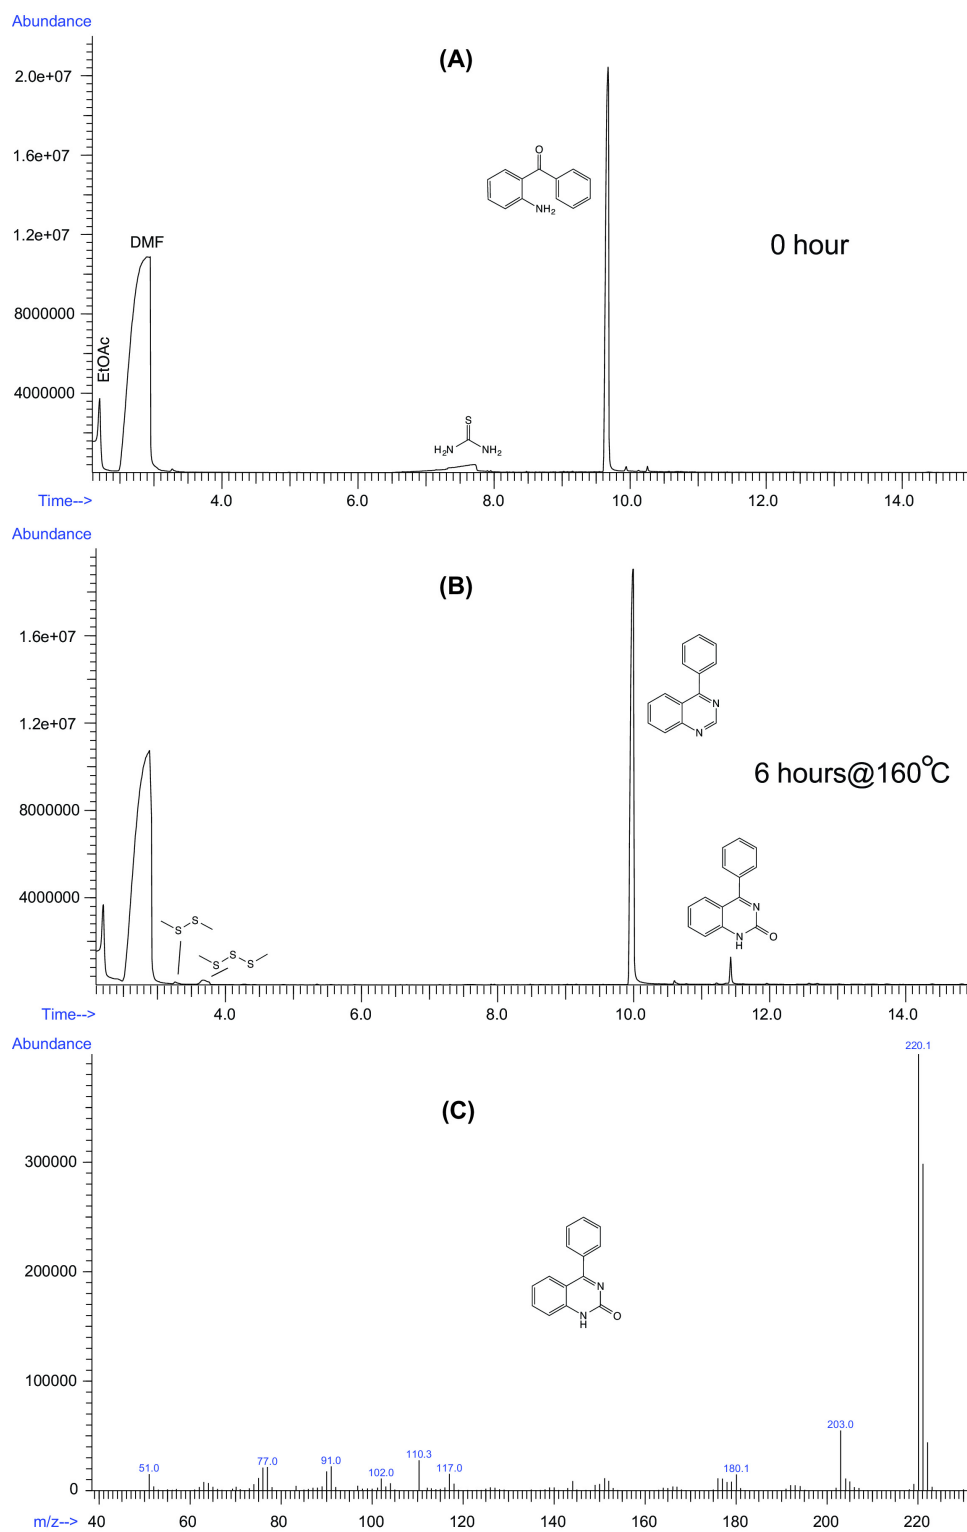 Abundance
(A)
2.0e+07
1.6e+07
O
NH2
1.2e+07
DMF
0 hour
8000000
EtOAc
4000000
S
H2N
NH2
4.0
6.0
8.0
10.0
12.0
14.0
Time-->
Abundance
(B)
1.6e+07
N
N
1.2e+07
6 hours@160°C
8000000
4000000
S
S
S
S
S
N
N
H
O
4.0
6.0
8.0
10.0
12.0
14.0
Time-->
Abundance
220.1
(C)
300000
200000
N
N
H
O
100000
203.0
110.3
91.0
77.0
51.0
102.0
117.0
180.1
0
40
60
80
100
120
140
160
180
200
220
m/z-->